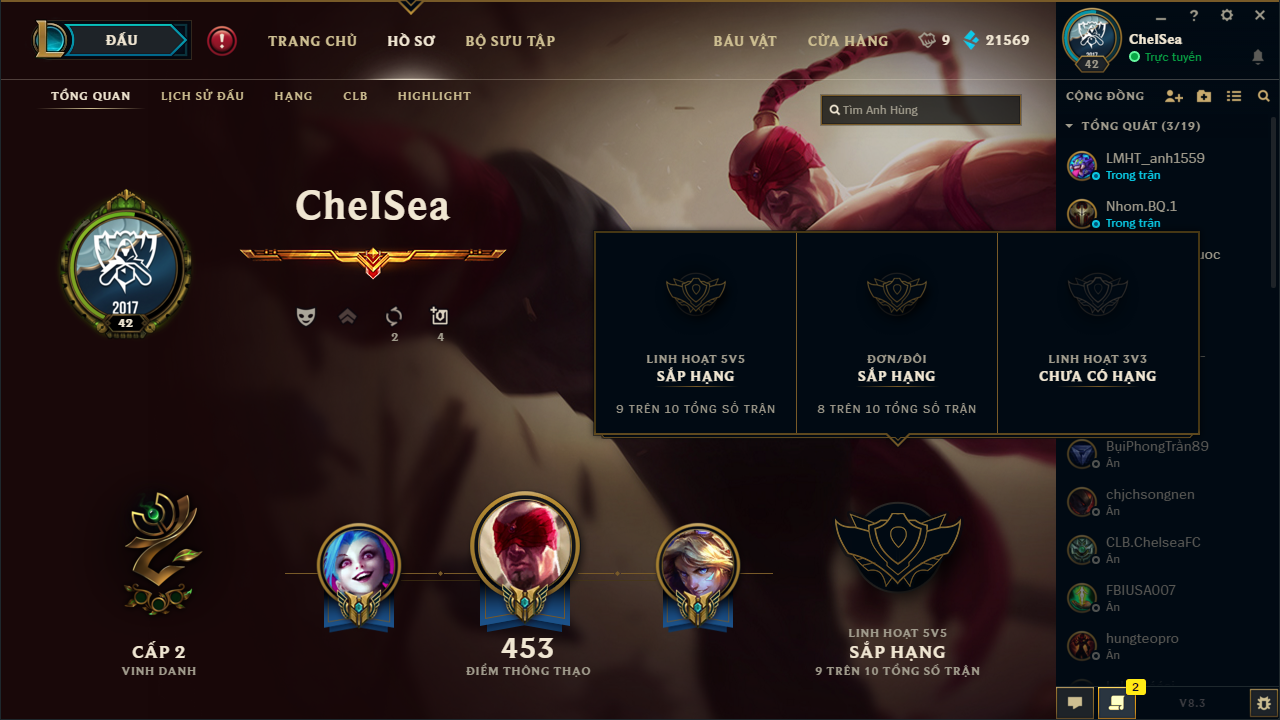 ĐẤU
TRANG CHỦ
HỒ SƠ
BỘ SƯU TẬP
BÁU VẬT
CỬA HÀNG
9
21569
CheISea
Trực tuyến
42
TỔNG QUAN
LỊCH SỬ ĐẤU
HẠNG
CLB
HIGHLIGHT
Tìm Anh Hùng
CỘNG ĐỒNG
TỔNG QUÁT (3/19)
LMHT_anh1559
Trong trận
Nhom.BQ.1
Trong trận
UOC
CheISea
2017
42
2
4
LINH HOẠT 5V5
SẮP HẠNG
9 TRÊN 10 TỔNG SỐ TRẬN
ĐƠN/ĐÔI
SẮP HẠNG
8 TRÊN 10 TỔNG SỐ TRẬN
LINH HOẠT 3V3
CHƯA CÓ HẠNG
BụiPhongTrần89
Ẩn
chjchsongnen
Ẩn
CLB.ChelseaFC
Ẩn
FBIUSA007
Ẩn
hungteopro
Ẩn
CẤP 2
VINH DANH
453
ĐIỂM THÔNG THẠO
LINH HOẠT 5V5
SẮP HẠNG
9 TRÊN 10 TỔNG SỐ TRẬN
2
V8.3